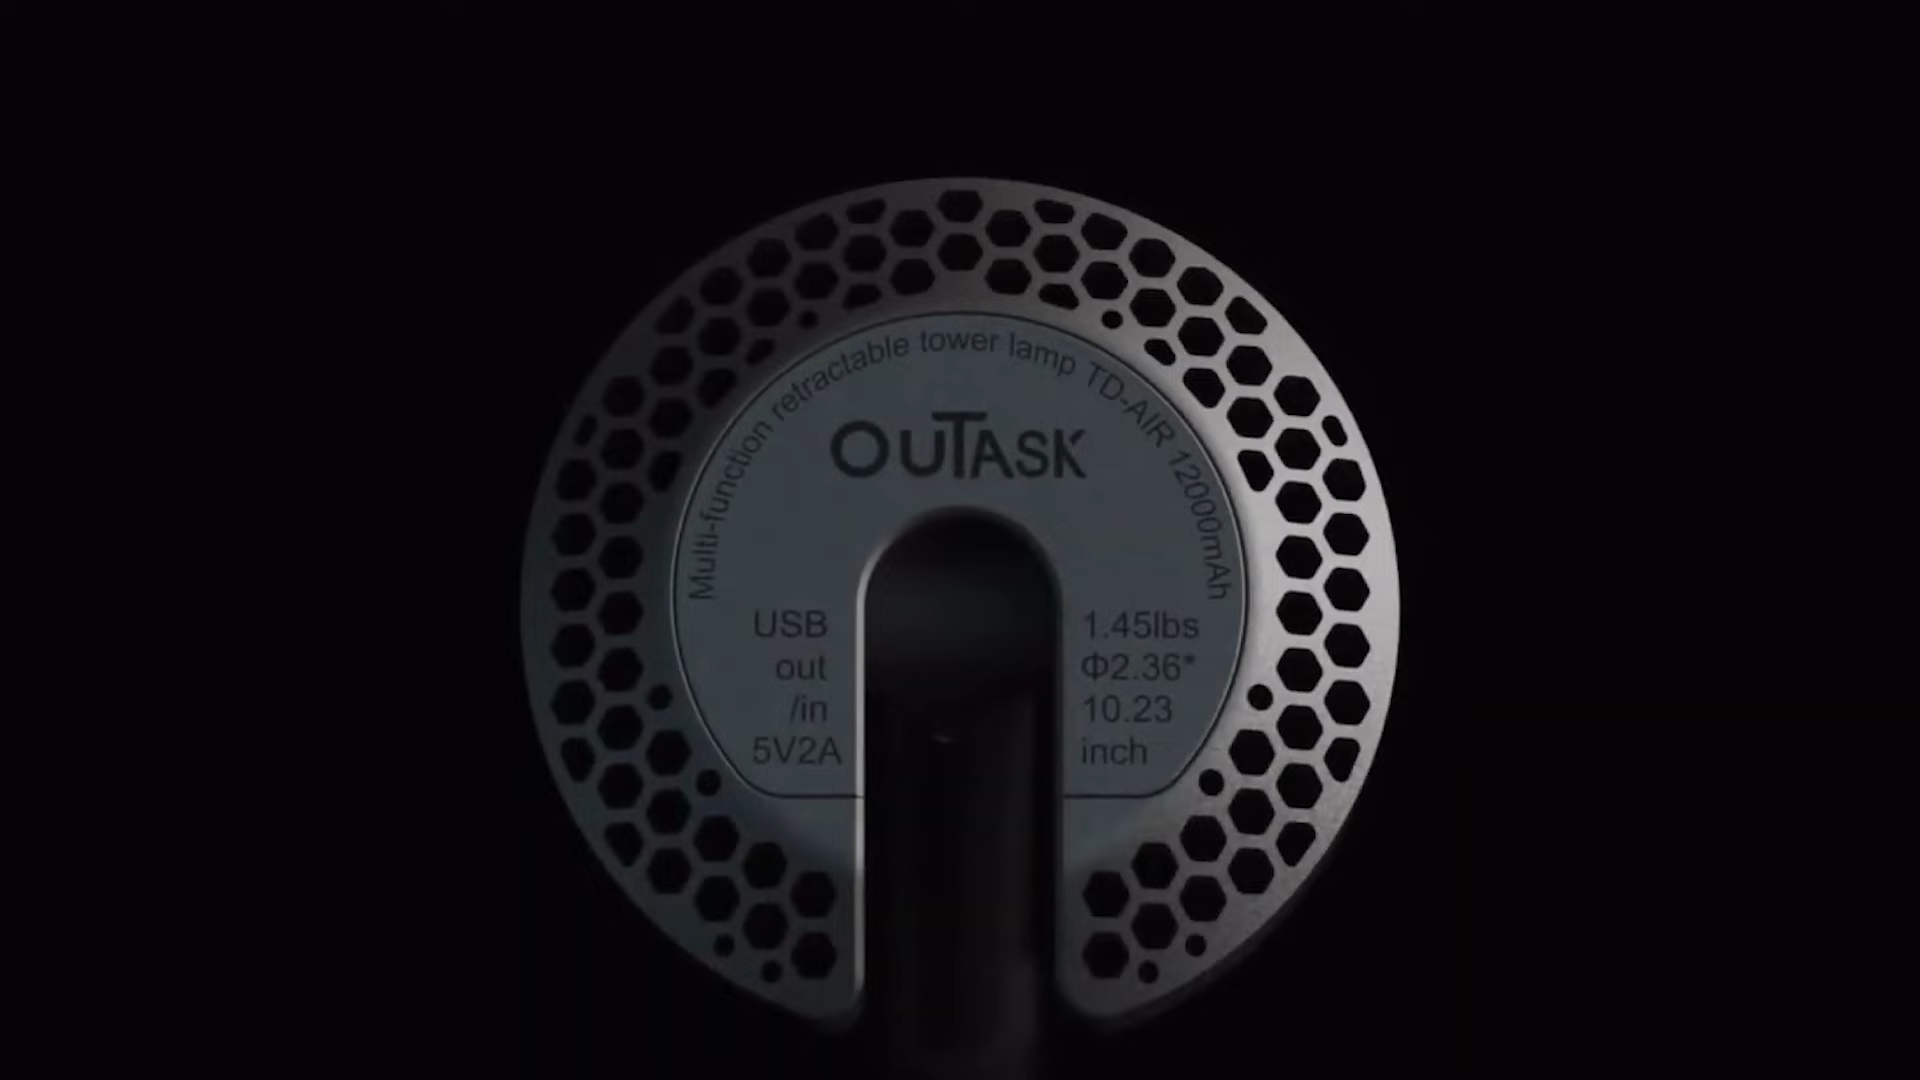 Multi-function retractable tower lamp TD-AIR 12000mAh
OUTASK
USB
out
/in
5V2A
1.45lbs
Φ2.36*
10.23
inch